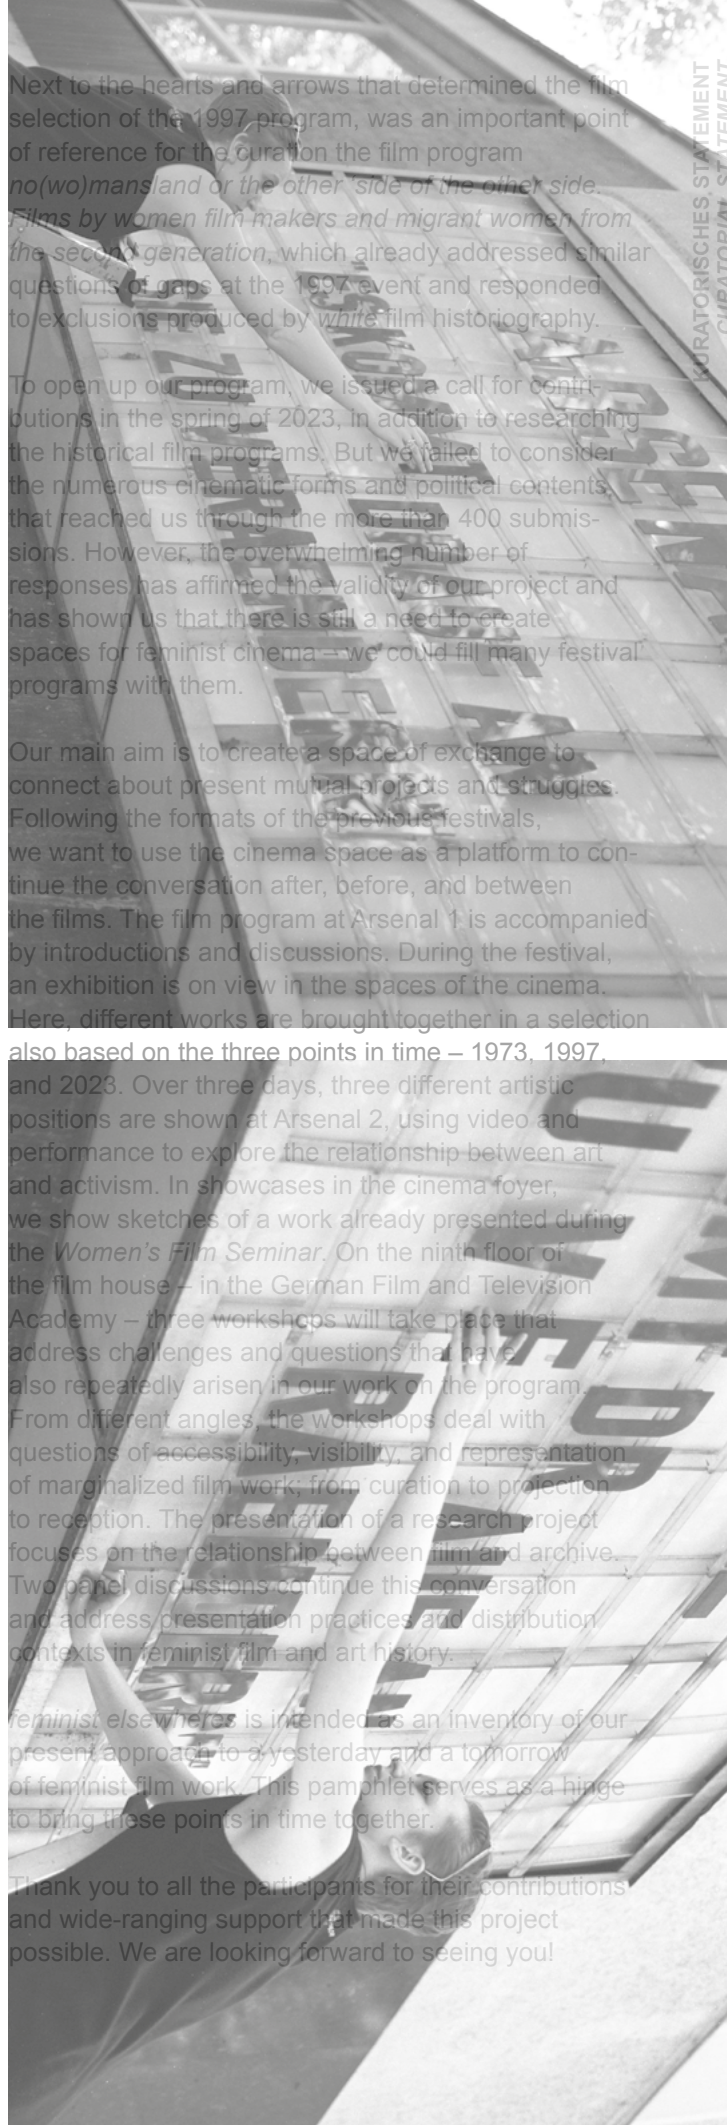 Next to the hearts and arrows that determined the film
selection of the 1997 program, was an important point
of reference for the curation the film program
no(wo)mansland or the other side of the other side.
Films by women film makers and migrant women from
the second generation, which already addressed similar
questions of gaps at the 1997 event and responded
to exclusions produced by white film historiography.
To open up our program, we issued a call for contri-
butions in the spring of 2023, in addition to researching
the historical film programs. But we failed to consider
the numerous cinematic forms and political contents,
that reached us through the more than 400 submis-
sions. However, the overwhelming number of
responses has affirmed the validity of our project and
has shown us that there is still a need to create
spaces for feminist cinema – we could fill many festival
programs with them.
Our main aim is to create a space of exchange to
connect about present mutual projects and struggles.
Following the formats of the previous festivals,
we want to use the cinema space as a platform to con-
tinue the conversation after, before, and between
the films. The film program at Arsenal 1 is accompanied
by introductions and discussions. During the festival,
an exhibition is on view in the spaces of the cinema.
Here, different works are brought together in a selection
also based on the three points in time – 1973, 1997,
and 2023. Over three days, three different artistic
positions are shown at Arsenal 2, using video and
performance to explore the relationship between art
and activism. In showcases in the cinema foyer,
we show sketches of a work already presented during
the Women’s Film Seminar. On the ninth floor of
the film house – in the German Film and Television
Academy – three workshops will take place that
address challenges and questions that have
also repeatedly arisen in our work on the program.
From different angles, the workshops deal with
questions of accessibility, visibility, and representation
of marginalized film work; from curation to projection
to reception. The presentation of a research project
focuses on the relationship between film and archive.
Two panel discussions continue this conversation
and address presentation practices and distribution
contexts in feminist film and art history.
feminist elsewheres is intended as an inventory of our
present approach to a yesterday and a tomorrow
of feminist film work. This pamphlet serves as a hinge
to bring these points in time together.
Thank you to all the participants for their contributions
and wide-ranging support that made this project
possible. We are looking forward to seeing you!
KURATORISCHES, STATEMENT
ARSENA
"ES KOMMT DRAUF AN
SIE ZU VERAENDERN